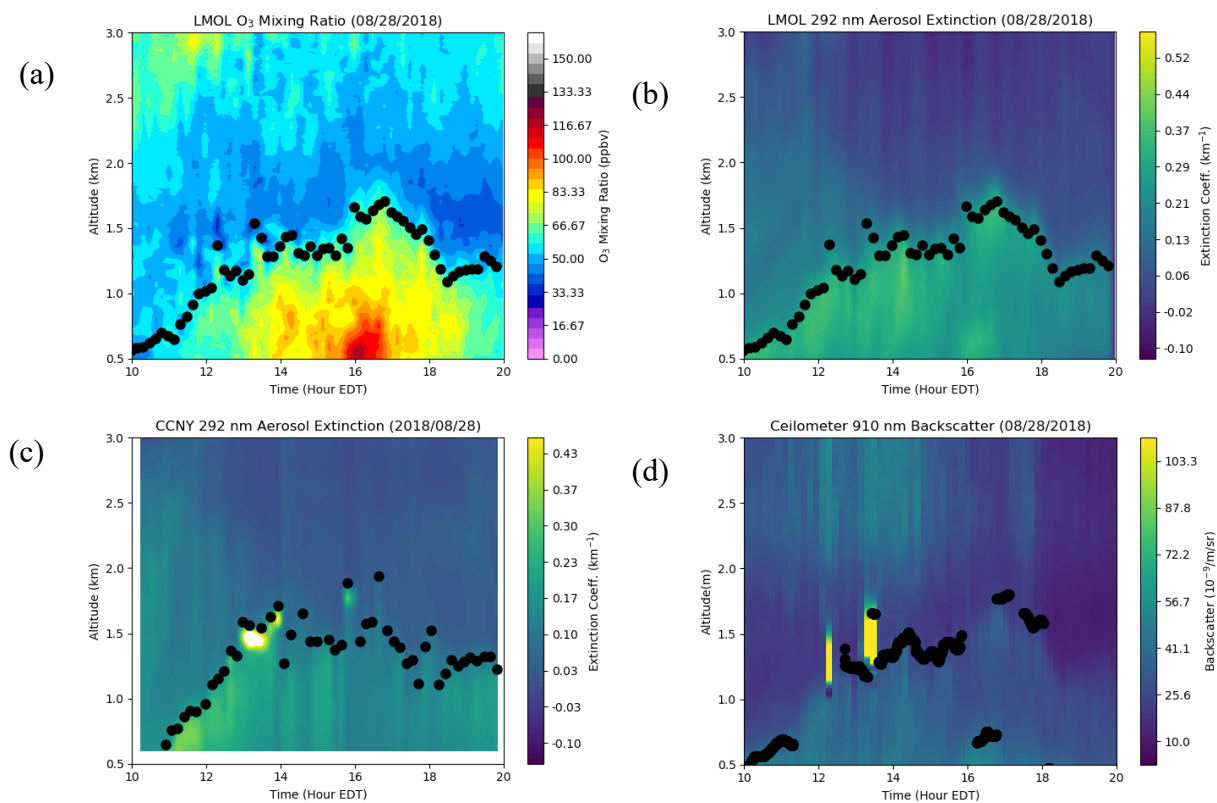 (a)
LMOL O₃ Mixing Ratio (08/28/2018)
3.0
2.5
2.0
1.5
1.0
0.5
Altitude (km)
10 12 14 16 18 20
Time (Hour EDT)
150.00
133.33
116.67
100.00
83.33
66.67
50.00
33.33
16.67
0.00
O₃ Mixing Ratio (ppbv)
(b)
LMOL 292 nm Aerosol Extinction (08/28/2018)
3.0
2.5
2.0
1.5
1.0
0.5
Altitude (km)
10 12 14 16 18 20
Time (Hour EDT)
0.52
0.44
0.37
0.29
0.21
0.13
0.06
-0.02
-0.10
Extinction Coeff. (km⁻¹)
(c)
CCNY 292 nm Aerosol Extinction (2018/08/28)
3.0
2.5
2.0
1.5
1.0
0.5
Altitude (km)
10 12 14 16 18 20
Time (Hour EDT)
0.43
0.37
0.30
0.23
0.17
0.10
0.03
-0.03
-0.10
Extinction Coeff. (km⁻¹)
(d)
Ceilometer 910 nm Backscatter (08/28/2018)
3.0
2.5
2.0
1.5
1.0
0.5
Altitude(m)
10 12 14 16 18 20
Time (Hour EDT)
103.3
87.8
72.2
56.7
41.1
25.6
10.0
Backscatter (10⁻⁹/m/sr)